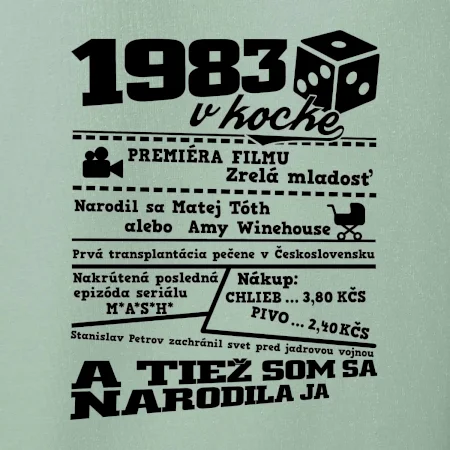 1983
v kocke
PREMIÉRA FILMU
Zrelá mladosť
Narodil sa Matej Tóth
alebo Amy Winehouse
Prvá transplantácia pečene v Československu
Nakrútená posledná
epizóda seriálu
M*A*S*H*
Nákup:
CHLIEB ... 3,80 KČS
PIVO ... 2,40 KČS
Stanislav Petrov zachránil svet pred jadrovou vojnou
A TIEŽ SOM SA
NARODILA JA